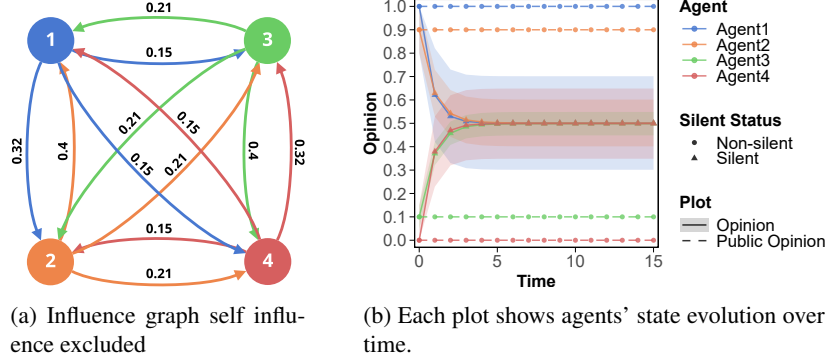 0.21
1
3
0.15
0.32
0.4
0.21
0.15
0.15
0.21
0.4
0.32
0.15
2
4
0.21
(a) Influence graph self influ-
ence excluded
Opinion
1.0
0.9
0.8
0.7
0.6
0.5
0.4
0.3
0.2
0.1
0.0
0
5
10
15
Time
Agent
Agent1
Agent2
Agent3
Agent4
Silent Status
Non-silent
Silent
Plot
Opinion
Public Opinion
(b) Each plot shows agents' state evolution over
time.